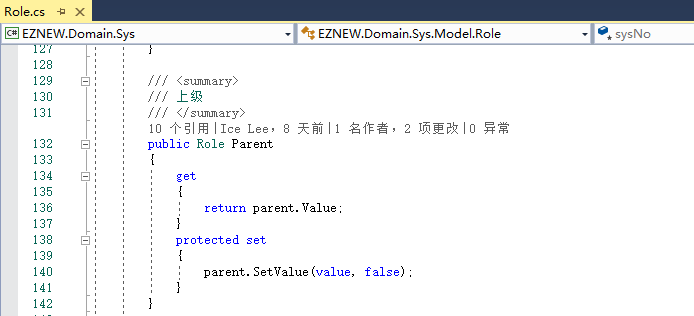 Role.cs
C# EZNEW.Domain.Sys EZNEW.Domain.Sys.Model.Role sysNo
127 }
128
129 /// <summary>
130 /// 上级
131 /// </summary>
10 个引用|Ice Lee，8 天前|1 名作者，2 项更改|0 异常
132 public Role Parent
133 {
134 get
135 {
136 return parent.Value;
137 }
138 protected set
139 {
140 parent.SetValue(value, false);
141 }
142 }